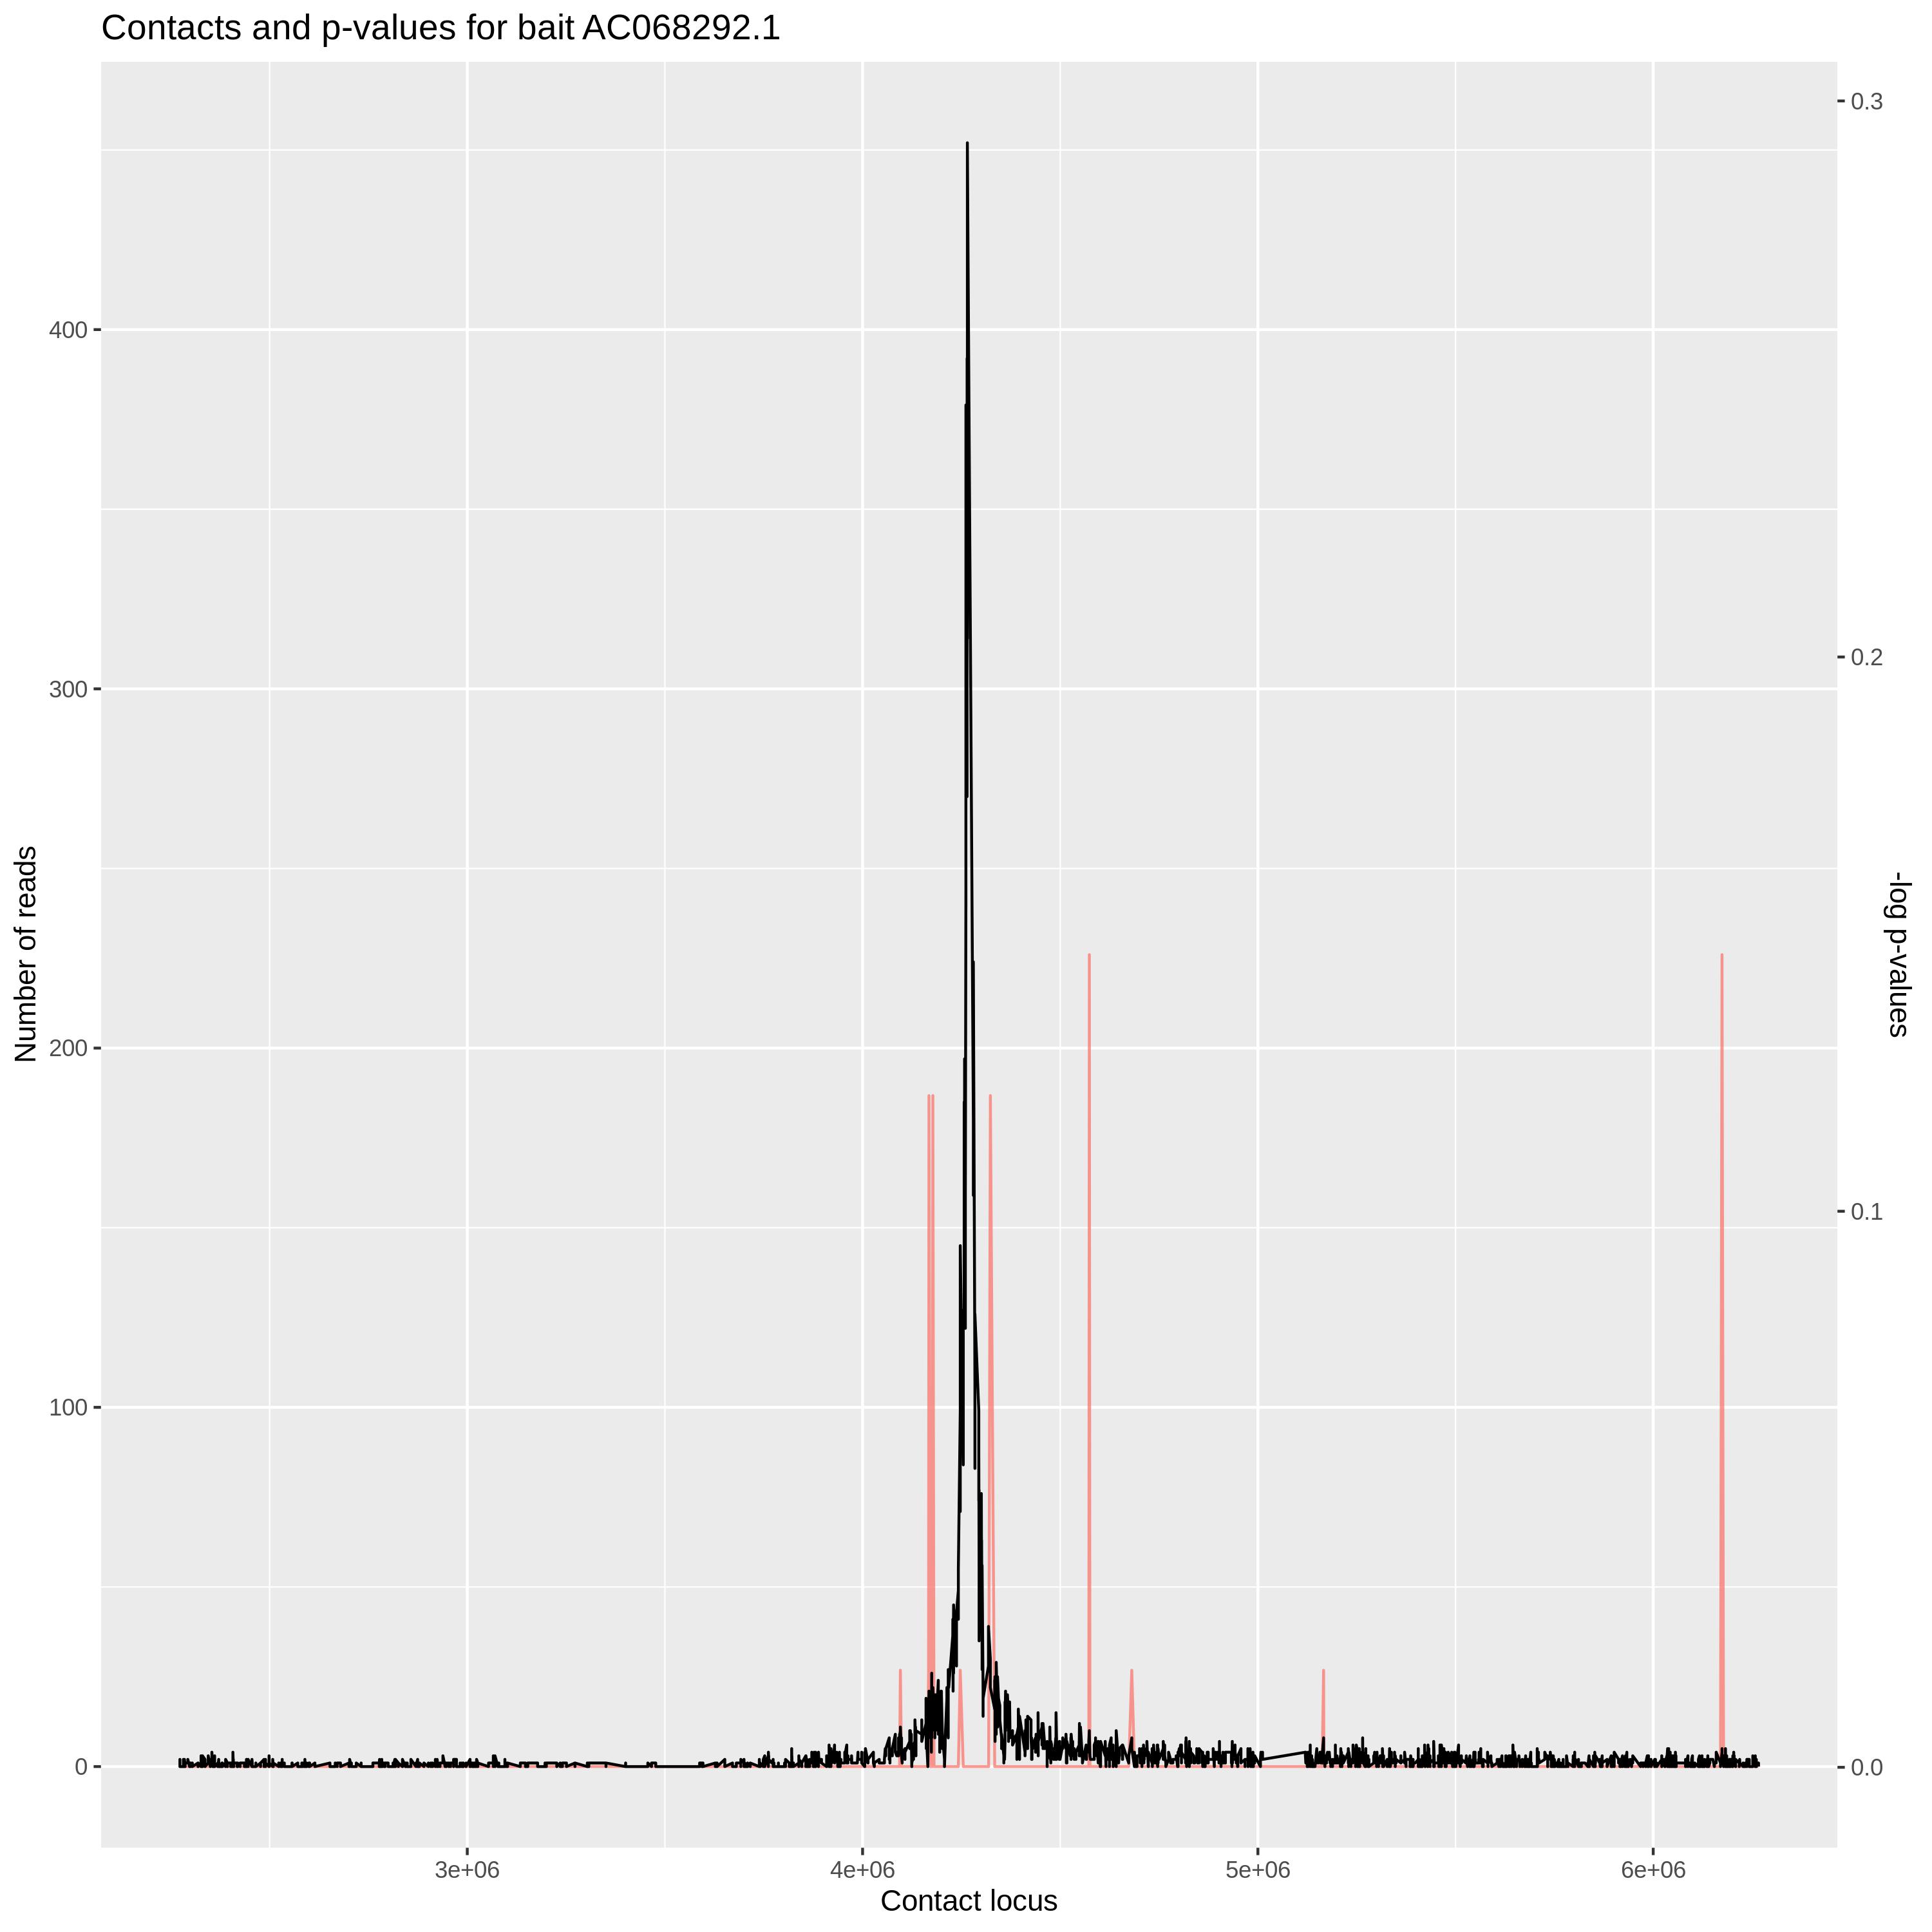 Contacts and p-values for bait AC068292.1
Number of reads
400
300
200
100
0
0.3
0.2
0.1
0.0
-log p-values
3e+06
4e+06
5e+06
6e+06
Contact locus